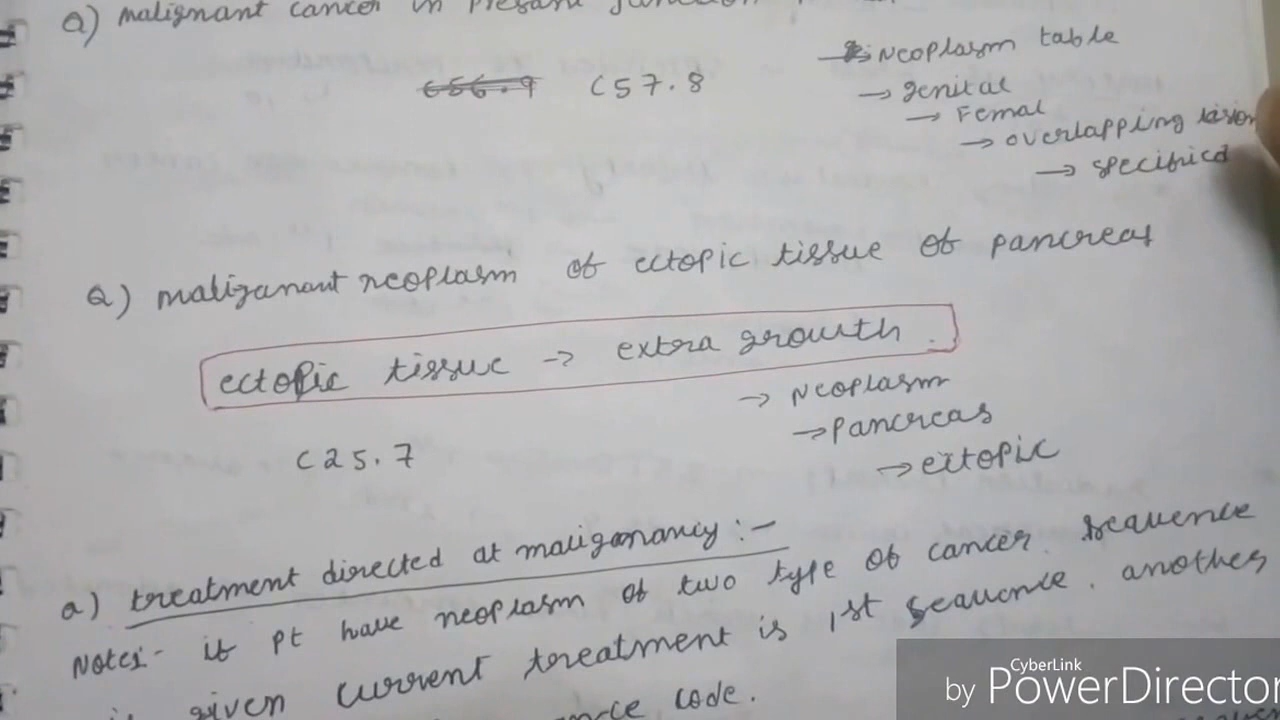 Q) malignant cancer in
C56.9 C57.8
→ Neoplasm table
→ genital
→ Femal
→ overlapping lesion
→ specified
Q) maliganant neoplasm of ectopic tissue of pancreas
ectopic tissue → extra growth.
→ Neoplasm
→ Pancreas
→ ectopic
C25.7
a) treatment directed at malignancy :-
Notes:- if pt have neoplasm of two type of cancer. sequence
given current treatment is 1st sequence. another
code.
CyberLink
by PowerDirector